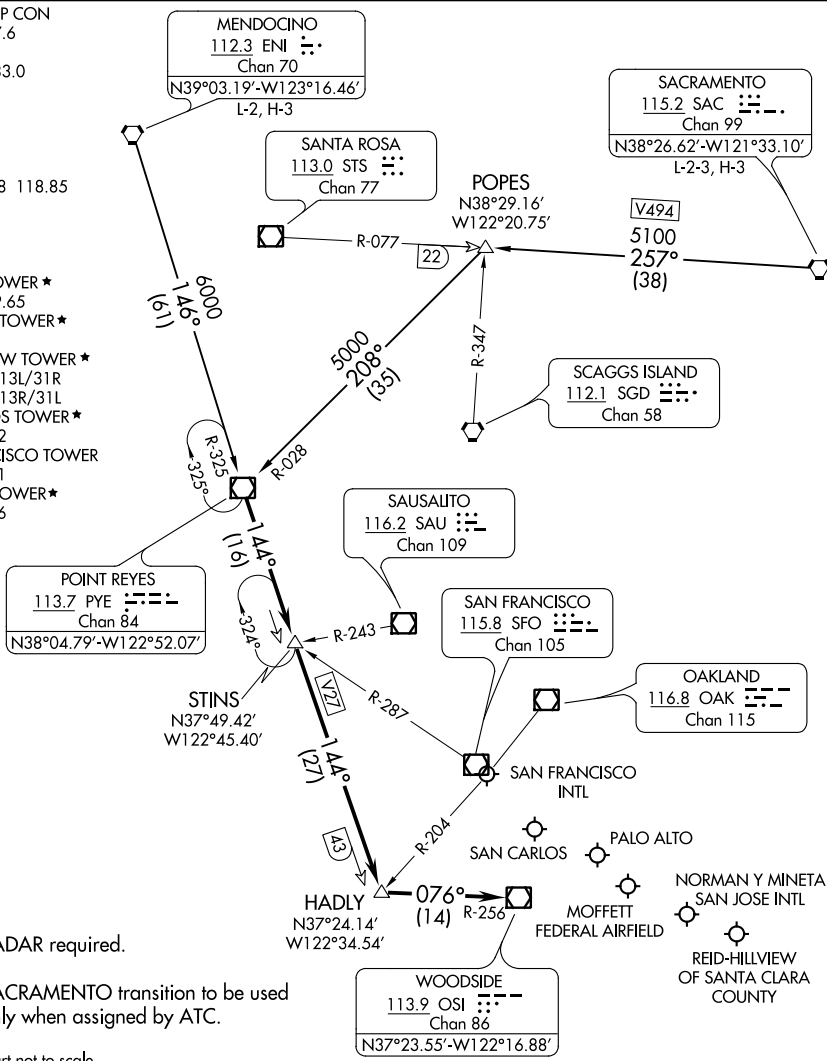 P CON
7.6
33.0
8 118.85
OWER★
9.65
TOWER★
W TOWER★
13L/31R
13R/31L
OS TOWER★
2
CISCO TOWER
1
OWER★
6
MENDOCINO
112.3 ENI
Chan 70
N39°03.19'-W123°16.46'
L-2, H-3
SANTA ROSA
113.0 STS
Chan 77
SACRAMENTO
115.2 SAC
Chan 99
N38°26.62'-W121°33.10'
L-2-3, H-3
POPES
N38°29.16'
W122°20.75'
R-077
22
V494
5100
257°
(38)
6000
146°
(61)
5000
208°
(35)
R-347
SCAGGS ISLAND
112.1 SGD
Chan 58
R-325
325°
R-028
144°
(16)
SAUSALITO
116.2 SAU
Chan 109
POINT REYES
113.7 PYE
Chan 84
N38°04.79'-W122°52.07'
SAN FRANCISCO
115.8 SFO
Chan 105
R-243
324°
OAKLAND
116.8 OAK
Chan 115
STINS
N37°49.42'
W122°45.40'
V27
R-287
144°
(27)
SAN FRANCISCO
INTL
R-204
43
SAN CARLOS
PALO ALTO
HADLY
N37°24.14'
W122°34.54'
076°
(14)
R-256
MOFFETT
FEDERAL AIRFIELD
NORMAN Y MINETA
SAN JOSE INTL
REID-HILLVIEW
OF SANTA CLARA
COUNTY
WOODSIDE
113.9 OSI
Chan 86
N37°23.55'-W122°16.88'
ADAR required.
ACRAMENTO transition to be used
ly when assigned by ATC.
art not to scale